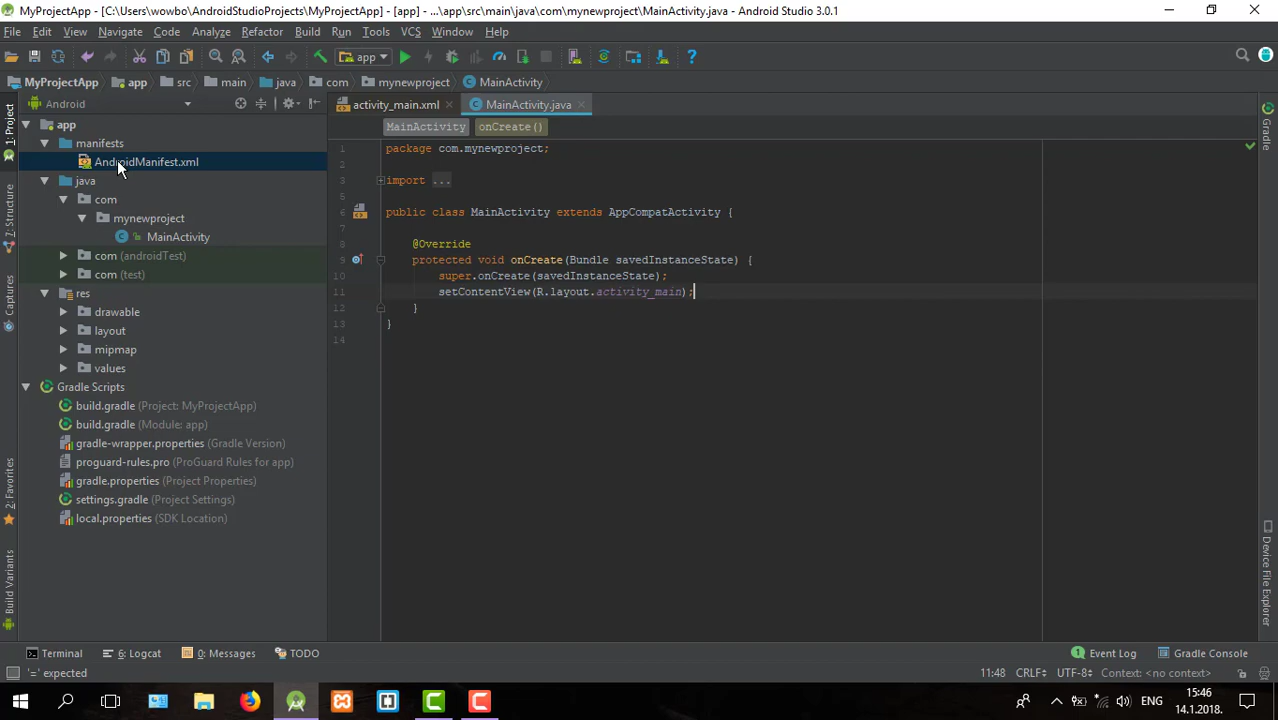 MyProjectApp - [C:\Users\wowbo\AndroidStudioProjects\MyProjectApp] - [app] - ...\app\src\main\java\com\mynewproject\MainActivity.java - Android Studio 3.0.1
File Edit View Navigate Code Analyze Refactor Build Run Tools VCS Window Help
app
MyProjectApp app src main java com mynewproject MainActivity
Android
activity_main.xml MainActivity.java
MainActivity onCreate()
1: Project
7: Structure
Captures
2: Favorites
Build Variants
app
manifests
AndroidManifest.xml
java
com
mynewproject
MainActivity
com (androidTest)
com (test)
res
drawable
layout
mipmap
values
Gradle Scripts
build.gradle (Project: MyProjectApp)
build.gradle (Module: app)
gradle-wrapper.properties (Gradle Version)
proguard-rules.pro (ProGuard Rules for app)
gradle.properties (Project Properties)
settings.gradle (Project Settings)
local.properties (SDK Location)
1 package com.mynewproject;
2
3 import ...
5
6 public class MainActivity extends AppCompatActivity {
7
8 @Override
9 protected void onCreate(Bundle savedInstanceState) {
10 super.onCreate(savedInstanceState);
11 setContentView(R.layout.activity_main);
12 }
13 }
14
Gradle
Device File Explorer
Terminal 6: Logcat 0: Messages TODO Event Log Gradle Console
'=' expected 11:48 CRLF UTF-8 Context: <no context>
ENG 15:46
14.1.2018.